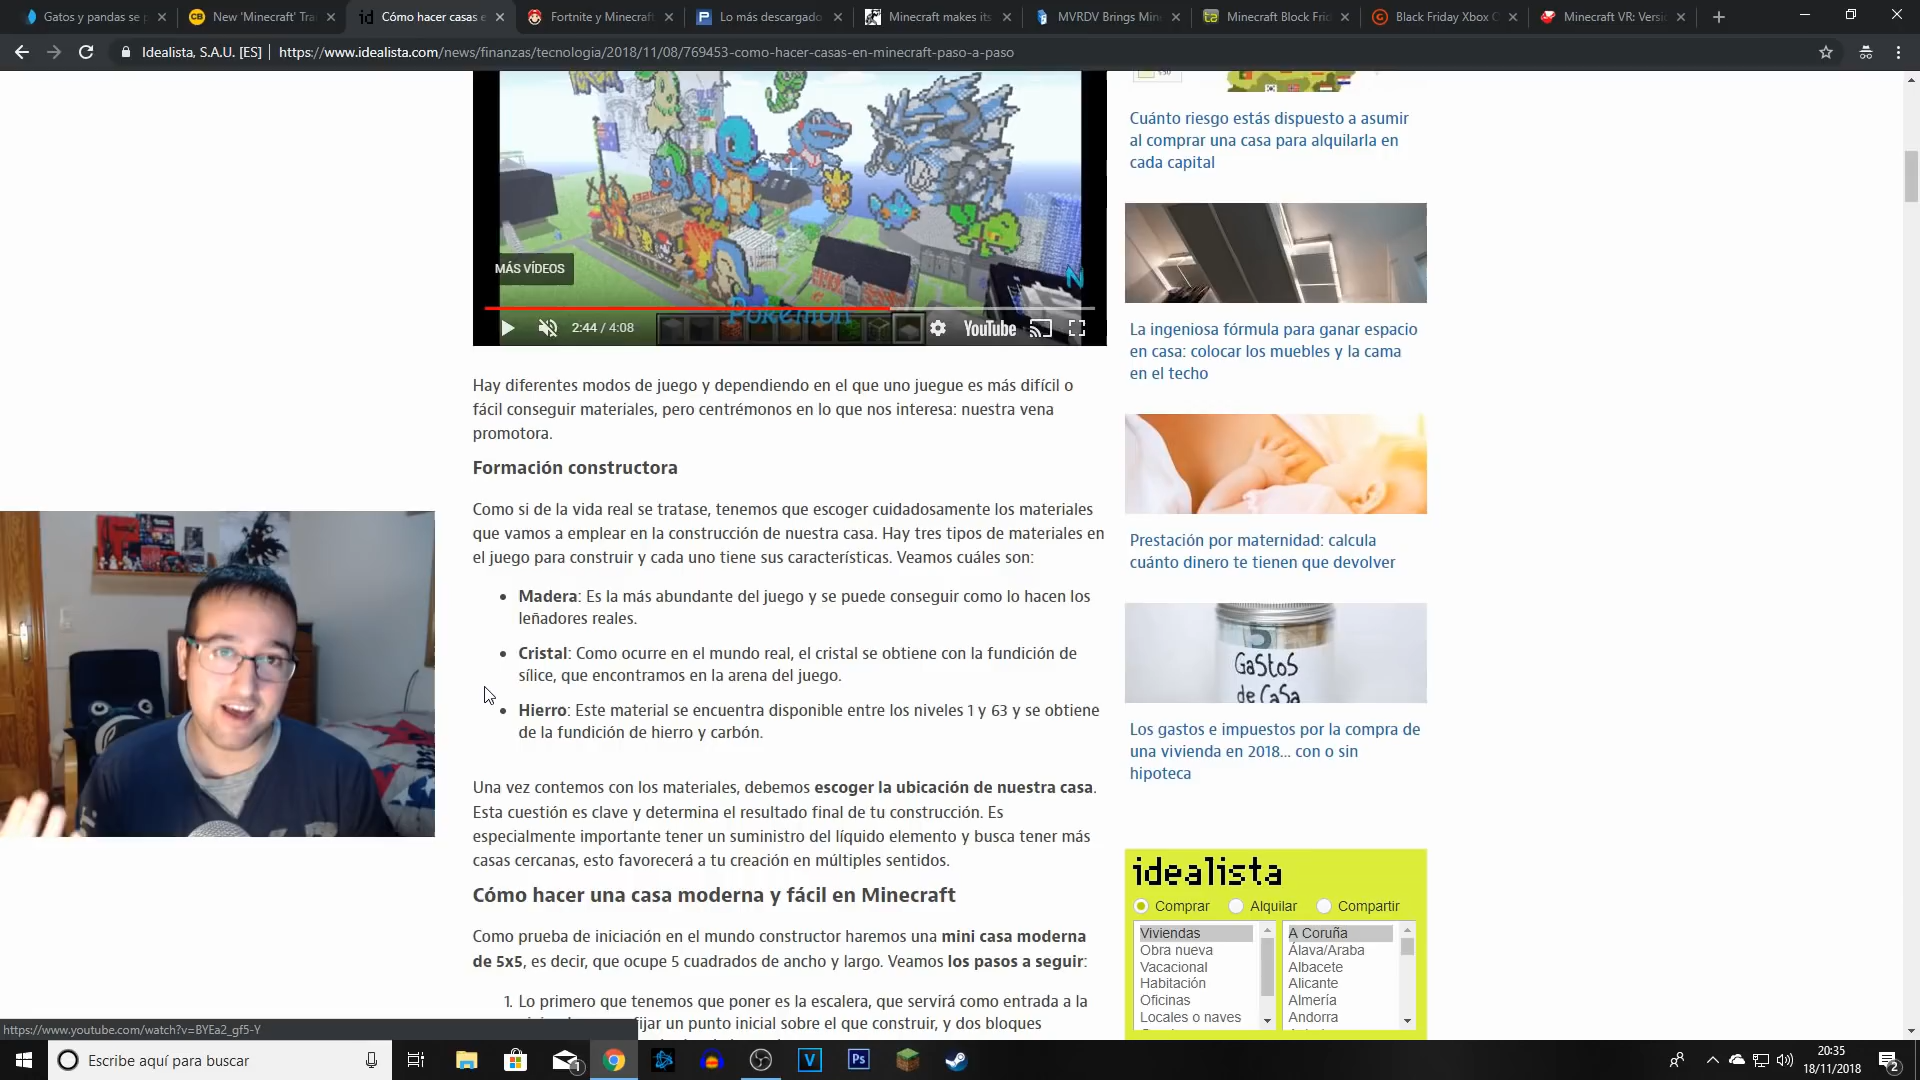 Gatos y pandas se p
New 'Minecraft' Tra
Cómo hacer casas e
Fortnite y Minecraft
Lo más descargado
Minecraft makes its
MVRDV Brings Min
Minecraft Block Frid
Black Friday Xbox O
Minecraft VR: Versio
Idealista, S.A.U. [ES] | https://www.idealista.com/news/finanzas/tecnologia/2018/11/08/769453-como-hacer-casas-en-minecraft-paso-a-paso
MÁS VÍDEOS
Pokemon
2:44 / 4:08
YouTube
Hay diferentes modos de juego y dependiendo en el que uno juegue es más difícil o
fácil conseguir materiales, pero centrémonos en lo que nos interesa: nuestra vena
promotora.
Formación constructora
Como si de la vida real se tratase, tenemos que escoger cuidadosamente los materiales
que vamos a emplear en la construcción de nuestra casa. Hay tres tipos de materiales en
el juego para construir y cada uno tiene sus características. Veamos cuáles son:
• Madera: Es la más abundante del juego y se puede conseguir como lo hacen los
leñadores reales.
• Cristal: Como ocurre en el mundo real, el cristal se obtiene con la fundición de
sílice, que encontramos en la arena del juego.
• Hierro: Este material se encuentra disponible entre los niveles 1 y 63 y se obtiene
de la fundición de hierro y carbón.
Una vez contemos con los materiales, debemos escoger la ubicación de nuestra casa.
Esta cuestión es clave y determina el resultado final de tu construcción. Es
especialmente importante tener un suministro del líquido elemento y busca tener más
casas cercanas, esto favorecerá a tu creación en múltiples sentidos.
Cómo hacer una casa moderna y fácil en Minecraft
Como prueba de iniciación en el mundo constructor haremos una mini casa moderna
de 5x5, es decir, que ocupe 5 cuadrados de ancho y largo. Veamos los pasos a seguir:
1. Lo primero que tenemos que poner es la escalera, que servirá como entrada a la
fijar un punto inicial sobre el que construir, y dos bloques
Cuánto riesgo estás dispuesto a asumir
al comprar una casa para alquilarla en
cada capital
La ingeniosa fórmula para ganar espacio
en casa: colocar los muebles y la cama
en el techo
Prestación por maternidad: calcula
cuánto dinero te tienen que devolver
GaStoS
de CaSa
Los gastos e impuestos por la compra de
una vivienda en 2018... con o sin
hipoteca
idealista
Comprar Alquilar Compartir
Viviendas
Obra nueva
Vacacional
Habitación
Oficinas
Locales o naves
A Coruña
Álava/Araba
Albacete
Alicante
Almería
Andorra
https://www.youtube.com/watch?v=BYEa2_gf5-Y
Escribe aquí para buscar
1
V
Ps
20:35
18/11/2018
2